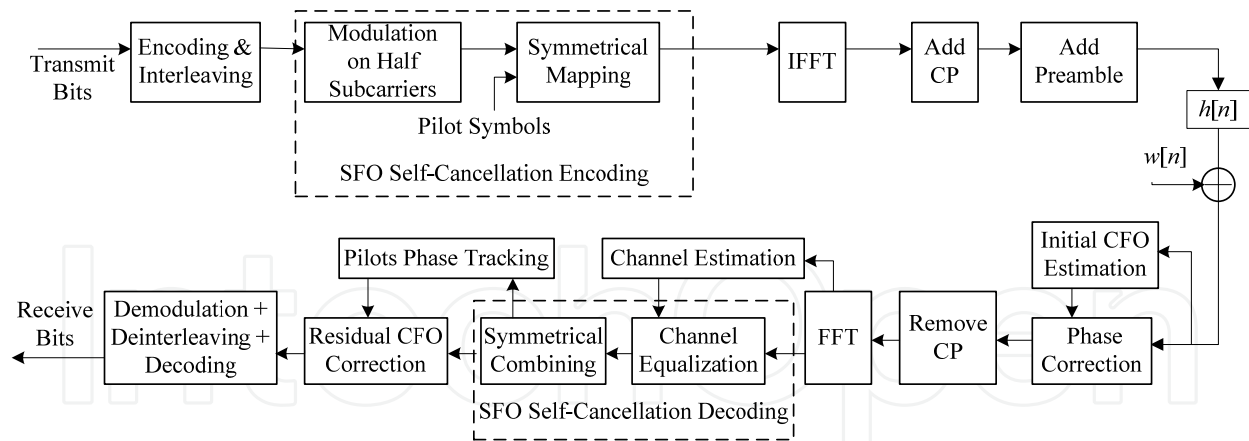 Transmit
Bits
Encoding &
Interleaving
Modulation
on Half
Subcarriers
Symmetrical
Mapping
Pilot Symbols
SFO Self-Cancellation Encoding
IFFT
Add
CP
Add
Preamble
h[n]
w[n]
Initial CFO
Estimation
Phase
Correction
Remove
CP
FFT
Channel Estimation
Channel
Equalization
Symmetrical
Combining
SFO Self-Cancellation Decoding
Pilots Phase Tracking
Residual CFO
Correction
Demodulation +
Deinterleaving +
Decoding
Receive
Bits
IntechOpen